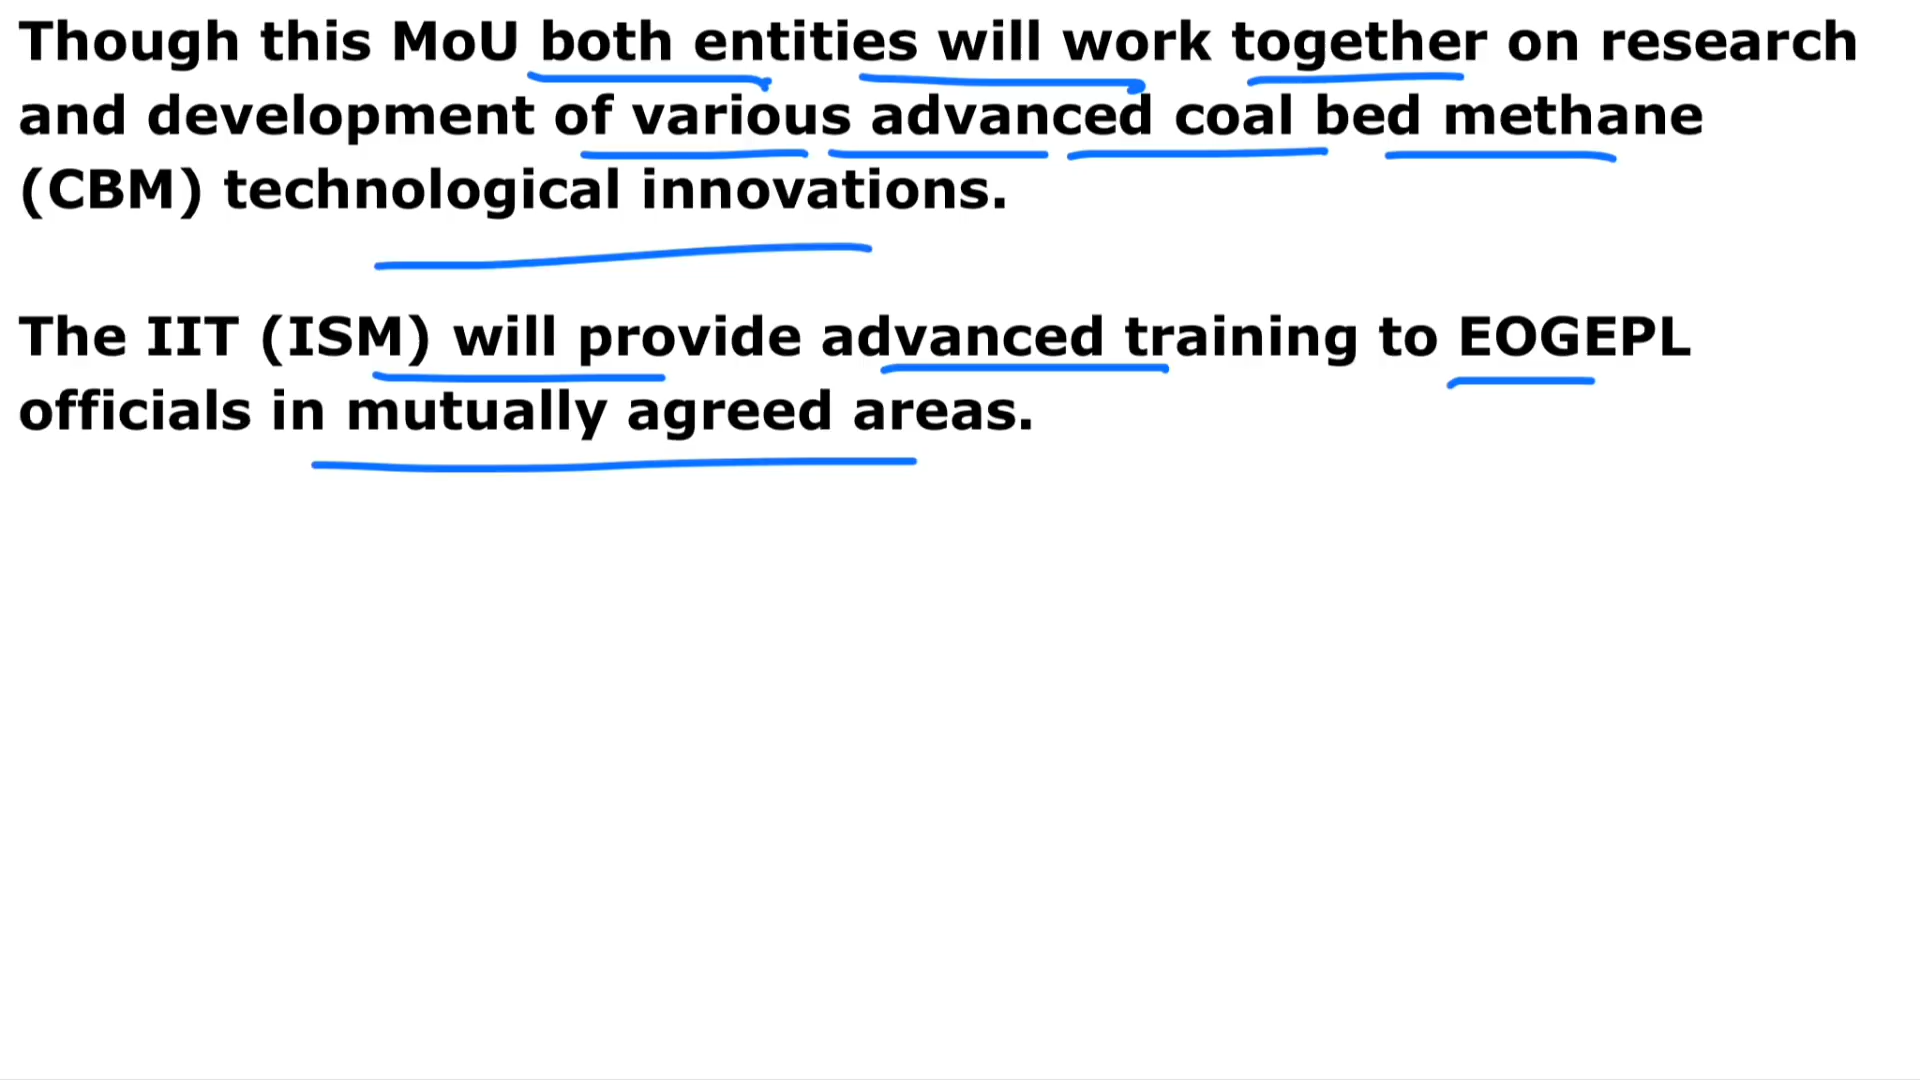 Though this MoU both entities will work together on research
and development of various advanced coal bed methane
(CBM) technological innovations.
The IIT (ISM) will provide advanced training to EOGEPL
officials in mutually agreed areas.